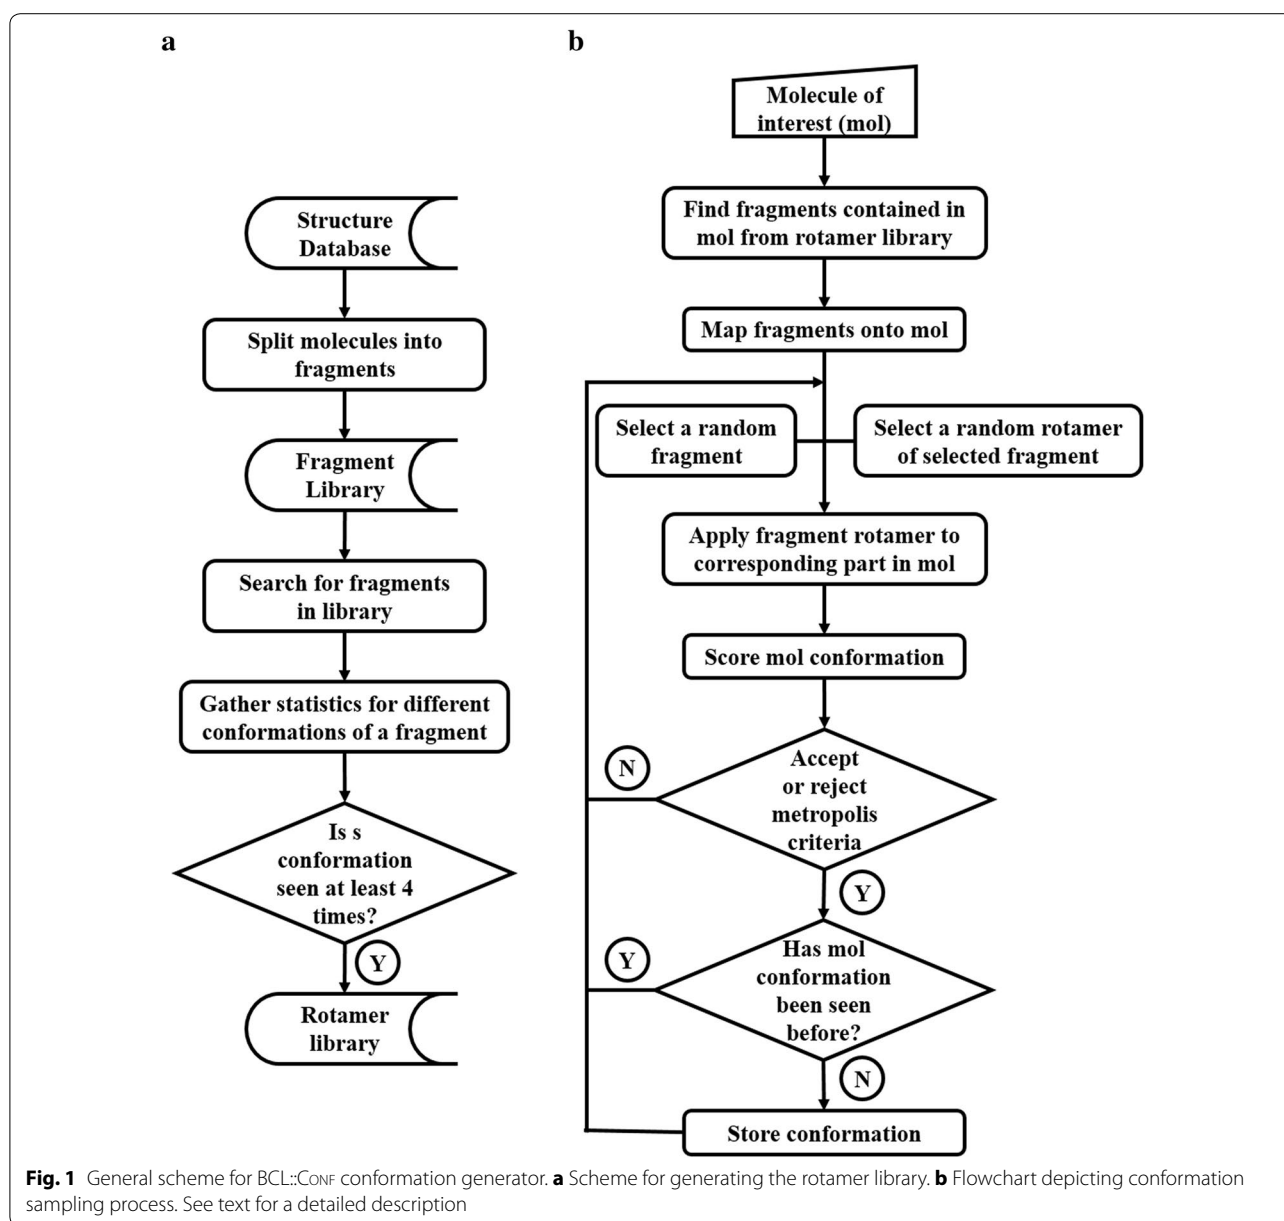 a
Structure
Database
Split molecules into
fragments
Fragment
Library
Search for fragments
in library
Gather statistics for different
conformations of a fragment
Is s
conformation
seen at least 4
times?
Y
Rotamer
library
b
Molecule of
interest (mol)
Find fragments contained in
mol from rotamer library
Map fragments onto mol
Select a random
fragment
Select a random rotamer
of selected fragment
Apply fragment rotamer to
corresponding part in mol
Score mol conformation
N
Accept
or reject
metropolis
criteria
Y
Y
Has mol
conformation
been seen
before?
N
Store conformation
Fig. 1 General scheme for BCL::Conf conformation generator. a Scheme for generating the rotamer library. b Flowchart depicting conformation
sampling process. See text for a detailed description